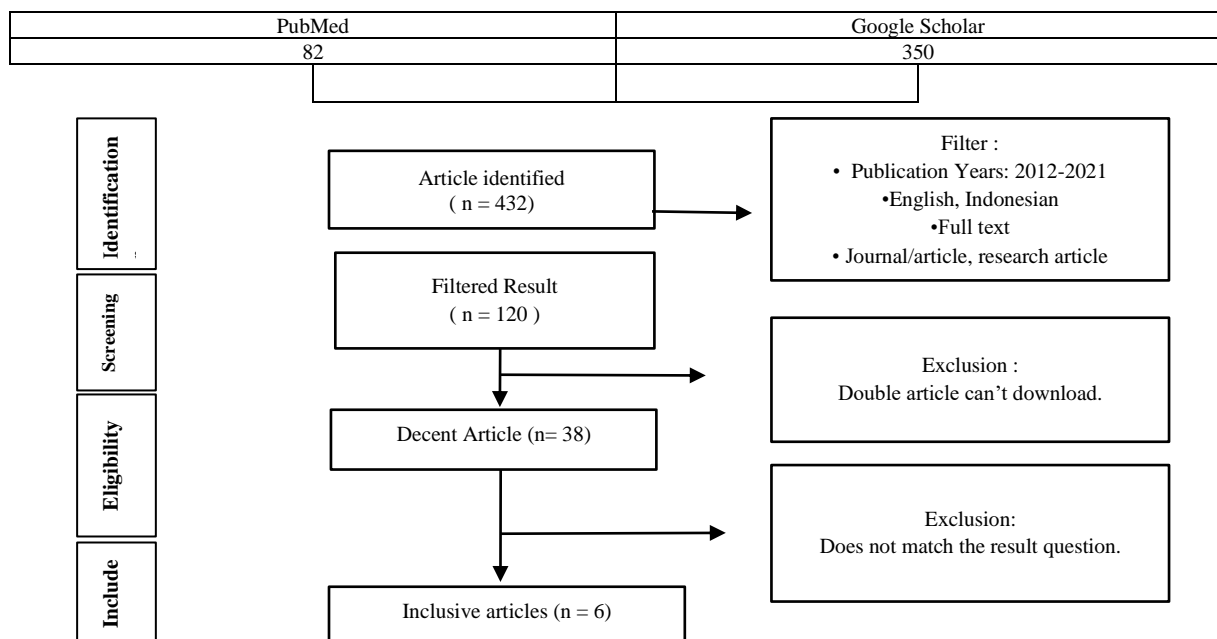 PubMed
Google Scholar
82
350
Identification
Article identified
( n = 432)
Filter :
• Publication Years: 2012-2021
•English, Indonesian
•Full text
• Journal/article, research article
Screening
Filtered Result
( n = 120 )
Exclusion :
Double article can’t download.
Eligibility
Decent Article (n= 38)
Exclusion:
Does not match the result question.
Include
Inclusive articles (n = 6)